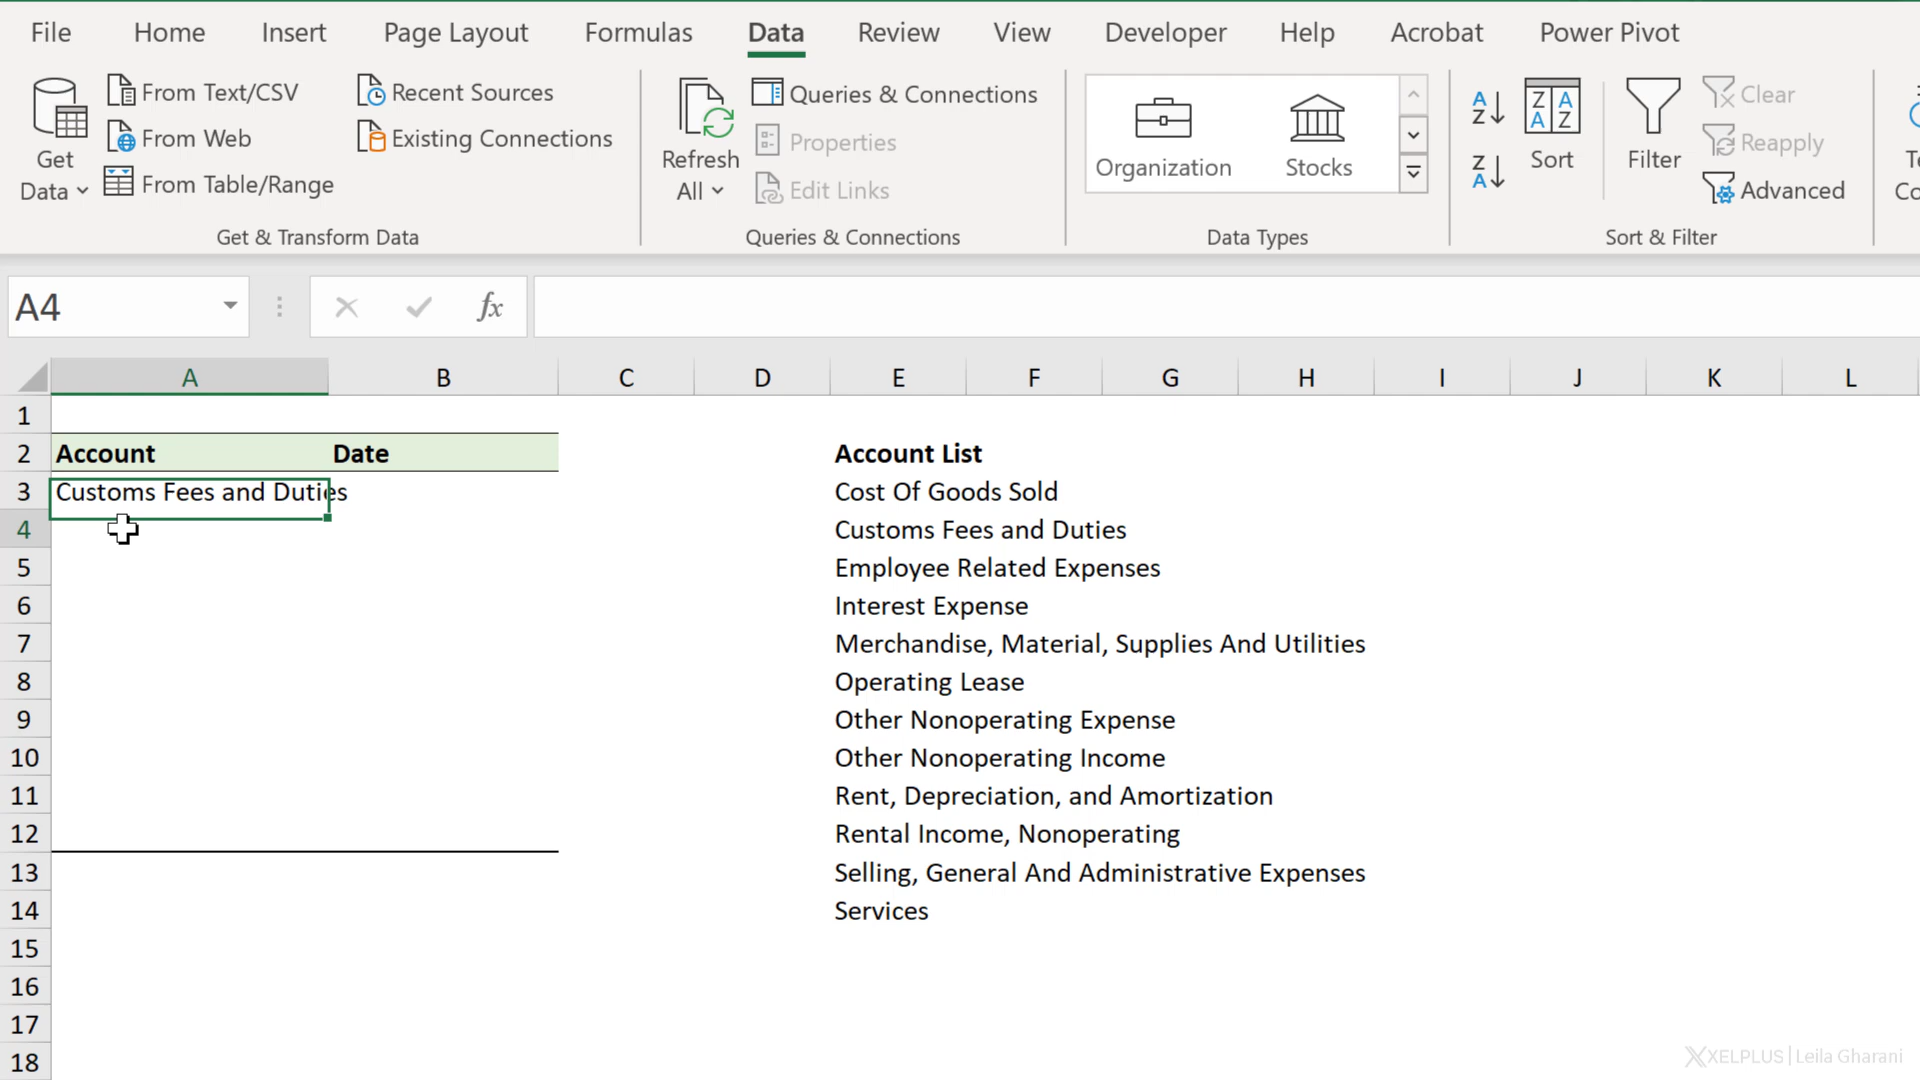 File Home Insert Page Layout Formulas Data Review View Developer Help Acrobat Power Pivot
Get Data
From Text/CSV
From Web
From Table/Range
Recent Sources
Existing Connections
Get & Transform Data
Refresh All
Queries & Connections
Properties
Edit Links
Queries & Connections
Organization
Stocks
Data Types
A Z
Z A
Z A A Z
Sort
Filter
Clear
Reapply
Advanced
Sort & Filter
A4 fx
A B C D E F G H I J K L
1
2 Account Date Account List
3 Customs Fees and Duties Cost Of Goods Sold
4 Customs Fees and Duties
5 Employee Related Expenses
6 Interest Expense
7 Merchandise, Material, Supplies And Utilities
8 Operating Lease
9 Other Nonoperating Expense
10 Other Nonoperating Income
11 Rent, Depreciation, and Amortization
12 Rental Income, Nonoperating
13 Selling, General And Administrative Expenses
14 Services
15
16
17
18
XELPLUS | Leila Gharani